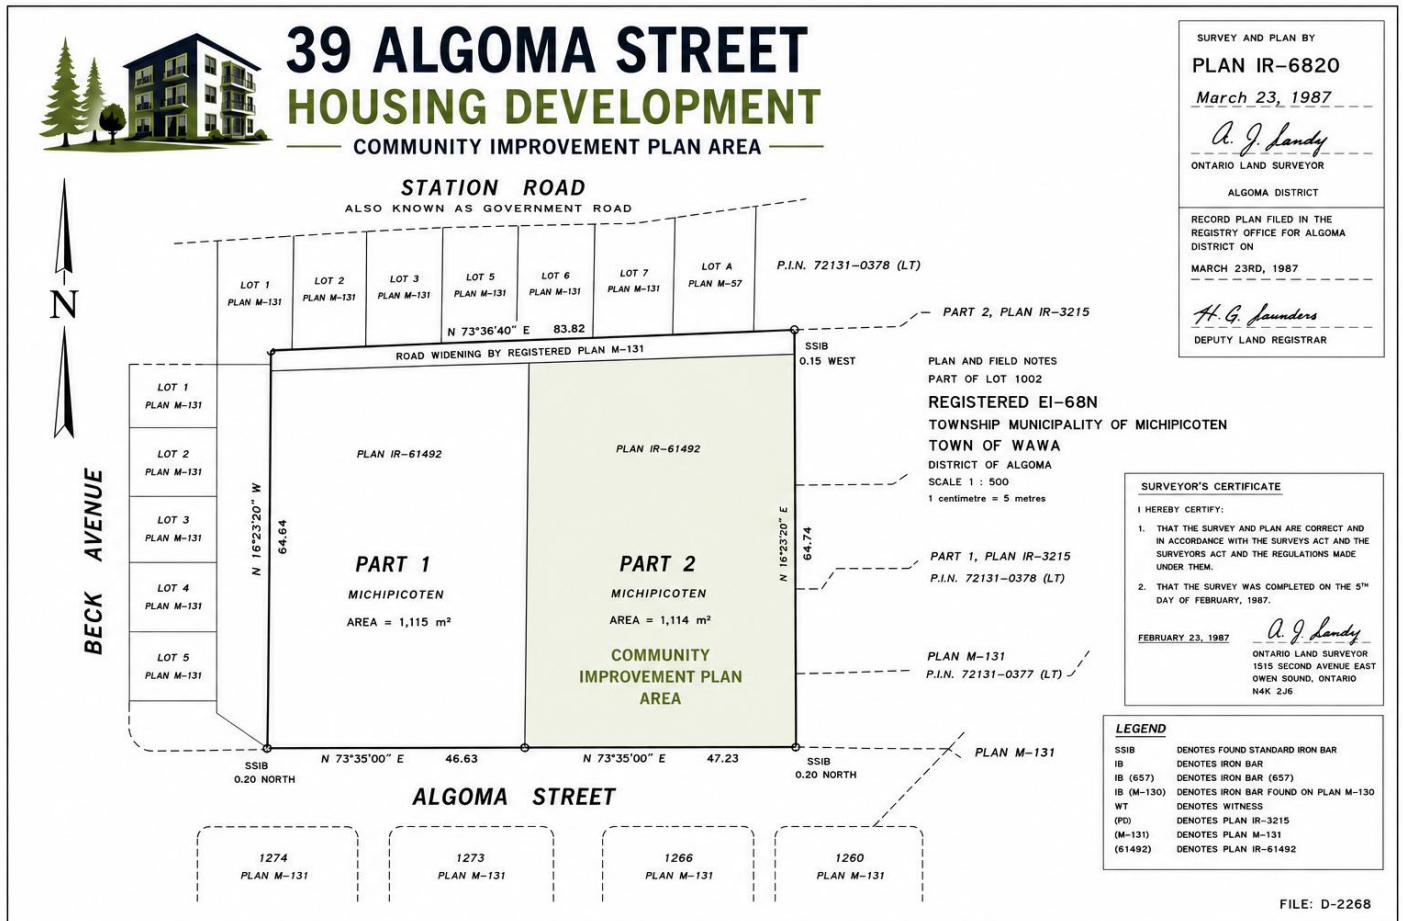 39 ALGOMA STREET
HOUSING DEVELOPMENT
COMMUNITY IMPROVEMENT PLAN AREA
SURVEY AND PLAN BY
PLAN IR-6820
March 23, 1987
A. J. Landy
ONTARIO LAND SURVEYOR
ALGOMA DISTRICT
RECORD PLAN FILED IN THE
REGISTRY OFFICE FOR ALGOMA
DISTRICT ON
MARCH 23RD, 1987
H. G. Saunders
DEPUTY LAND REGISTRAR
STATION ROAD
ALSO KNOWN AS GOVERNMENT ROAD
N
LOT 1
PLAN M-131
LOT 2
PLAN M-131
LOT 3
PLAN M-131
LOT 5
PLAN M-131
LOT 6
PLAN M-131
LOT 7
PLAN M-131
LOT A
PLAN M-57
P.I.N. 72131-0378 (LT)
PART 2, PLAN IR-3215
N 73°36'40" E 83.82
ROAD WIDENING BY REGISTERED PLAN M-131
SSIB
0.15 WEST
PLAN AND FIELD NOTES
PART OF LOT 1002
REGISTERED EI-68N
TOWNSHIP MUNICIPALITY OF MICHIPICOTEN
TOWN OF WAWA
DISTRICT OF ALGOMA
SCALE 1 : 500
1 centimetre = 5 metres
BECK AVENUE
LOT 1
PLAN M-131
LOT 2
PLAN M-131
LOT 3
PLAN M-131
LOT 4
PLAN M-131
LOT 5
PLAN M-131
N 16°23'20" W
64.64
PLAN IR-61492
PART 1
MICHIPICOTEN
AREA = 1,115 m²
PLAN IR-61492
PART 2
MICHIPICOTEN
AREA = 1,114 m²
COMMUNITY
IMPROVEMENT PLAN
AREA
N 16°23'20" E
64.74
PART 1, PLAN IR-3215
P.I.N. 72131-0378 (LT)
PLAN M-131
P.I.N. 72131-0377 (LT)
PLAN M-131
SURVEYOR'S CERTIFICATE
I HEREBY CERTIFY:
1. THAT THE SURVEY AND PLAN ARE CORRECT AND
IN ACCORDANCE WITH THE SURVEYS ACT AND THE
SURVEYORS ACT AND THE REGULATIONS MADE
UNDER THEM.
2. THAT THE SURVEY WAS COMPLETED ON THE 5TH
DAY OF FEBRUARY, 1987.
FEBRUARY 23, 1987
A. J. Landy
ONTARIO LAND SURVEYOR
1515 SECOND AVENUE EAST
OWEN SOUND, ONTARIO
N4K 2J6
SSIB
0.20 NORTH
N 73°35'00" E 46.63
N 73°35'00" E 47.23
SSIB
0.20 NORTH
ALGOMA STREET
1274
PLAN M-131
1273
PLAN M-131
1266
PLAN M-131
1260
PLAN M-131
LEGEND
SSIB DENOTES FOUND STANDARD IRON BAR
IB DENOTES IRON BAR
IB (657) DENOTES IRON BAR (657)
IB (M-130) DENOTES IRON BAR FOUND ON PLAN M-130
WT DENOTES WITNESS
(PD) DENOTES PLAN IR-3215
(M-131) DENOTES PLAN M-131
(61492) DENOTES PLAN IR-61492
FILE: D-2268